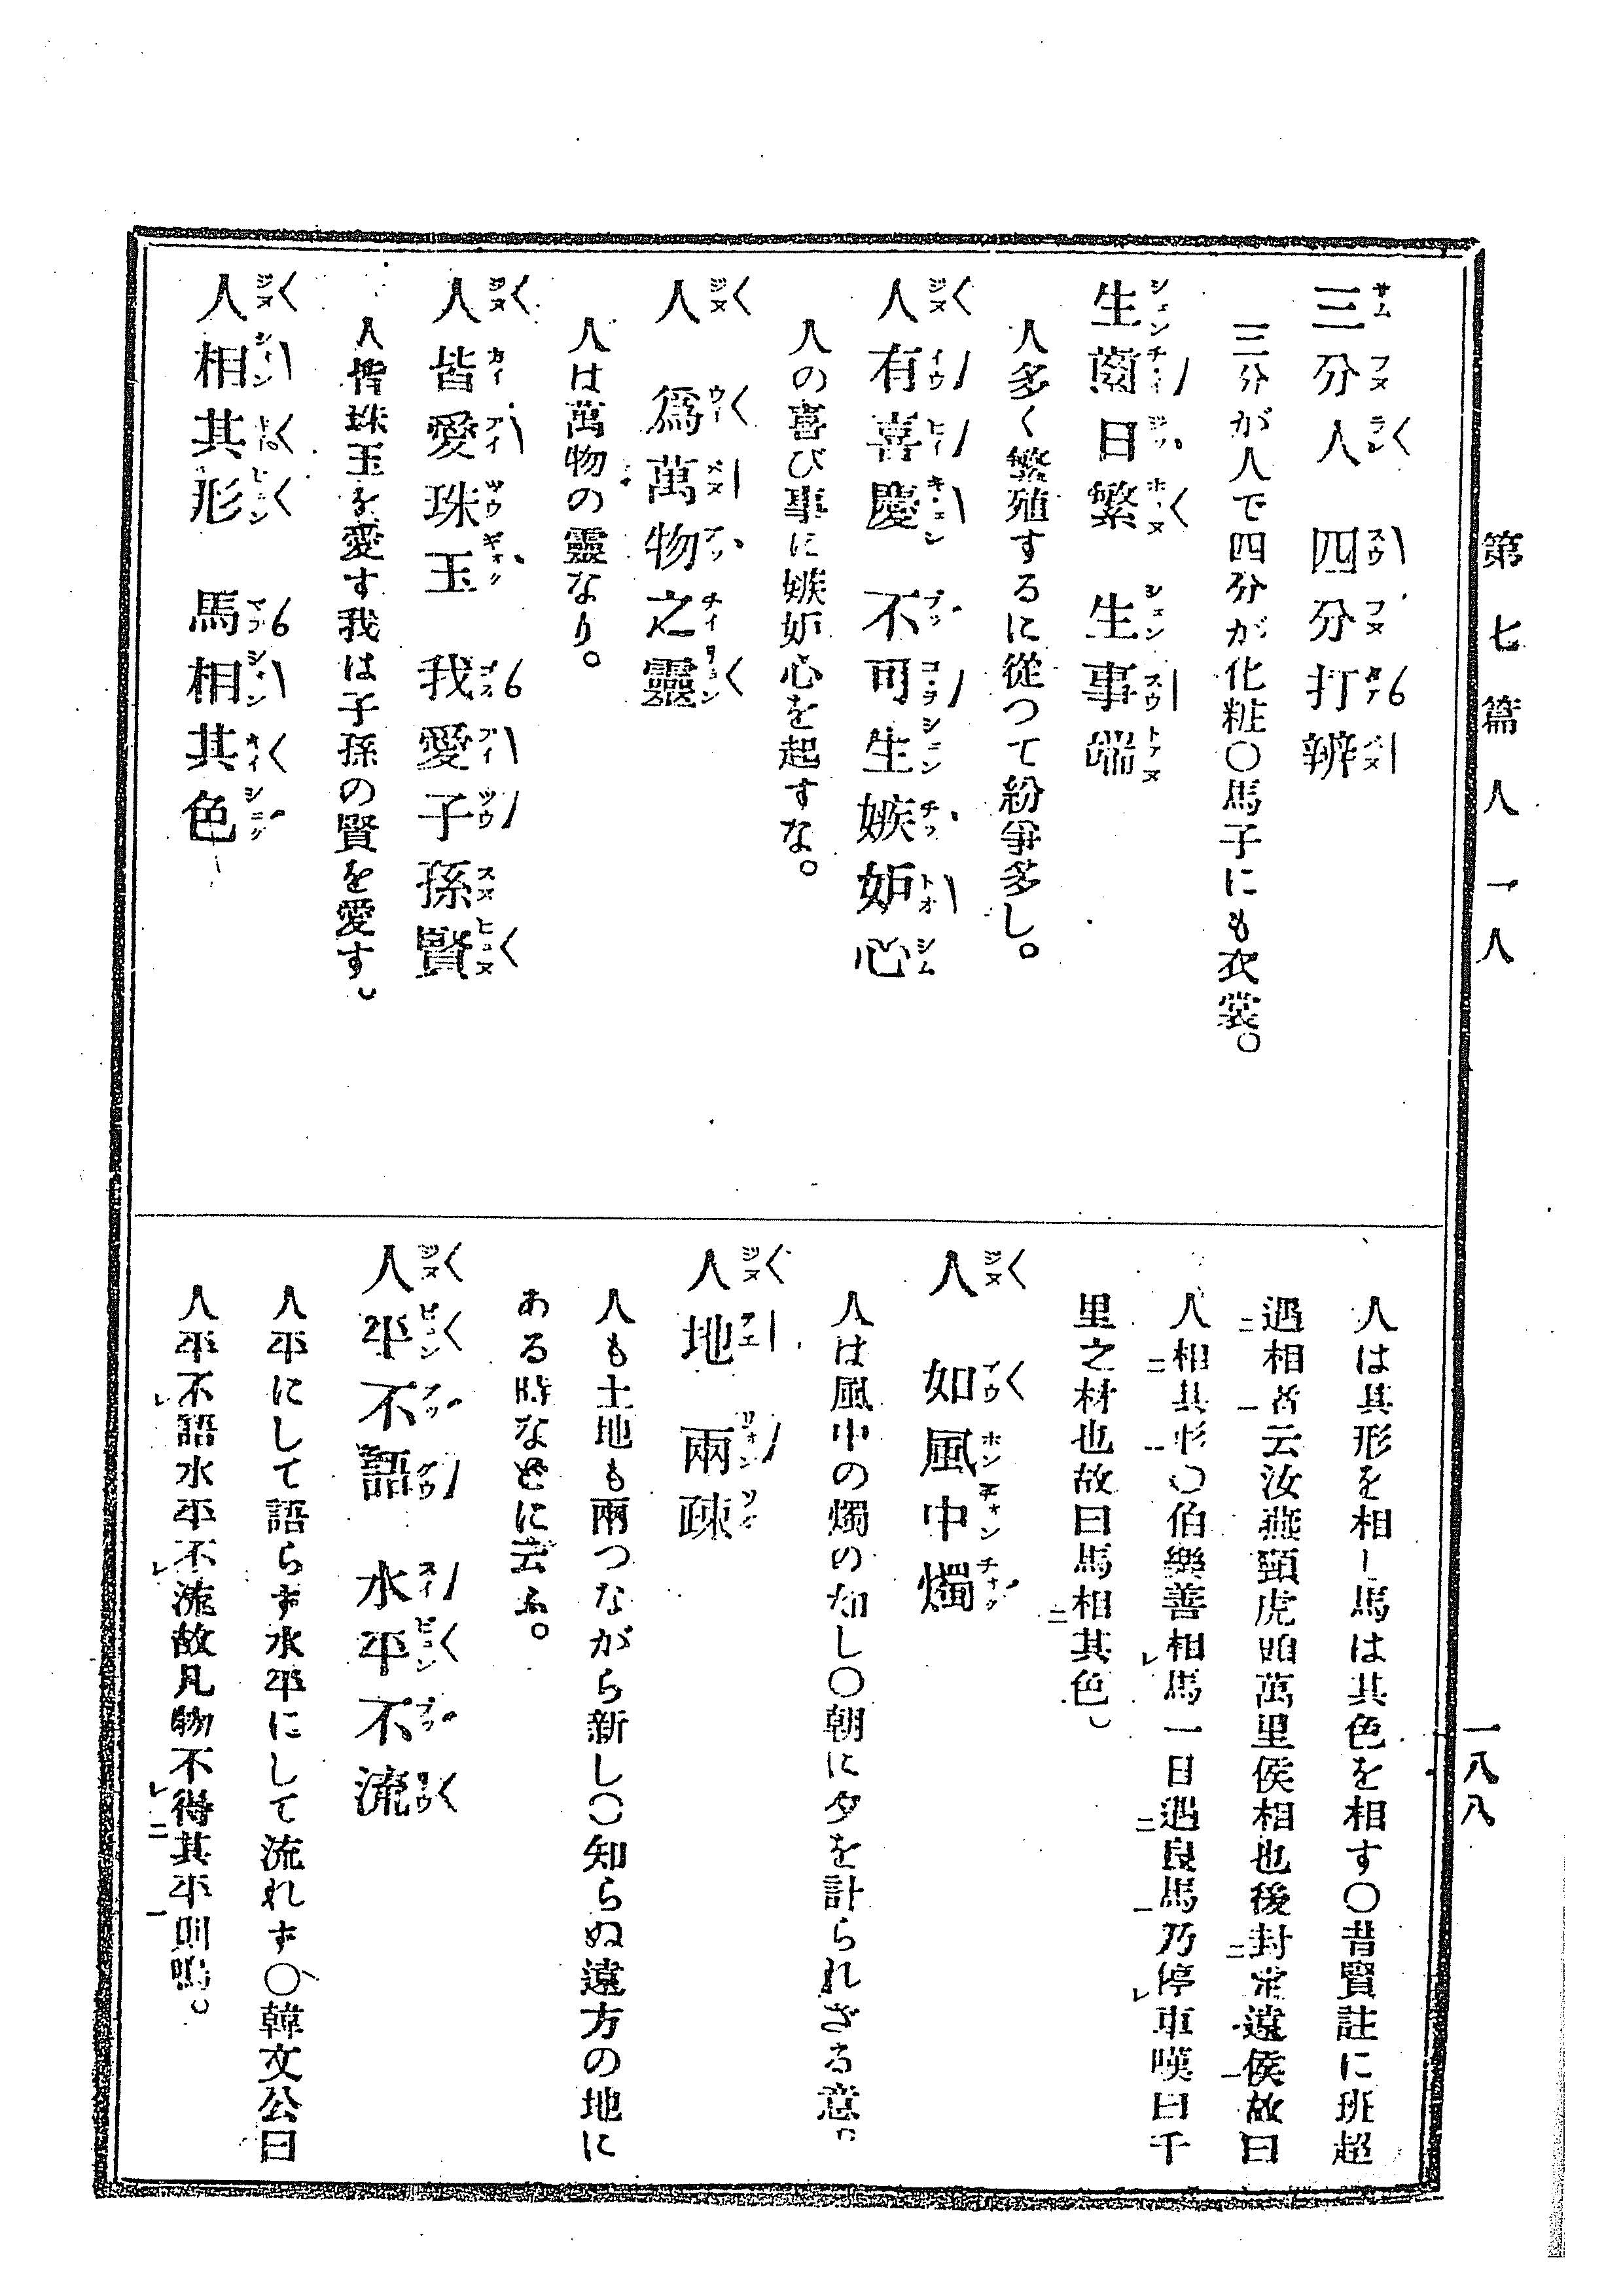 第七篇 人 一人
一八八
三分人 四分打辨
三分が人で四分が化粧〇馬子にも衣裳。
生齒日繁 生事端
人多く繁殖するに從つて紛爭多し。
人有喜慶 不可生嫉妬心
人の喜び事に嫉妬心を起すな。
人 爲萬物之靈
人は萬物の靈なり。
人皆愛珠玉 我愛子孫賢
人皆珠玉を愛す我は子孫の賢を愛す。
人相其形 馬相其色
人は其形を相し馬は其色を相す〇昔賢註に班超
遇相者云汝燕頸虎頭萬里侯相也後封定遠侯故曰
人相其形〇伯樂善相馬一日遇良馬乃停車嘆曰千
里之材也故曰馬相其色。
人 如風中燭
人は風中の燭の如し〇朝に夕を計られざる意。
人地 兩疎
人も土地も兩つながら新し〇知らぬ遠方の地に
ある時などに云ふ。
人平不語 水平不流
人平にして語らず水平にして流れず〇韓文公曰
人平不語水平不流故凡物不得其平則鳴。